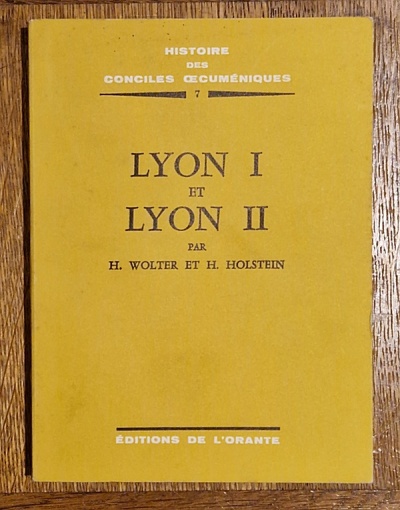 HISTOIRE
DES
CONCILES ŒCUMÉNIQUES
7
LYON I
ET
LYON II
PAR
H. WOLTER ET H. HOLSTEIN
ÉDITIONS DE L'ORANTE